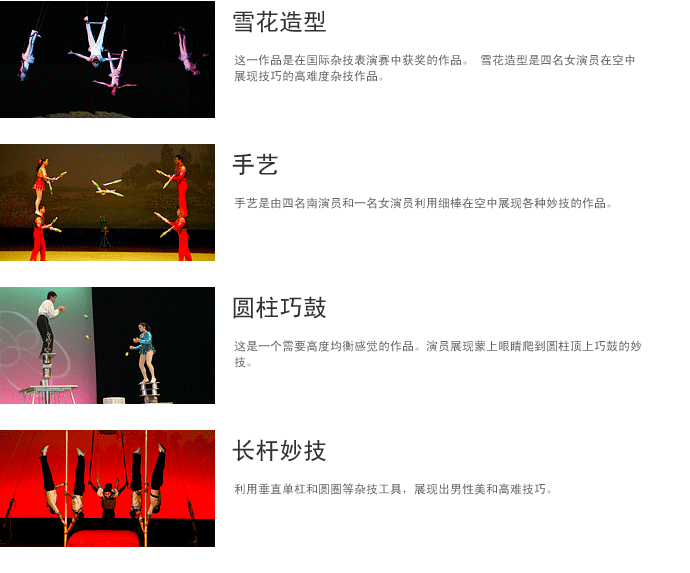 雪花造型
这一作品是在国际杂技表演赛中获奖的作品。 雪花造型是四名女演员在空中
展现技巧的高难度杂技作品。
手艺
手艺是由四名南演员和一名女演员利用细棒在空中展现各种妙技的作品。
圆柱巧鼓
这是一个需要高度均衡感觉的作品。演员展现蒙上眼睛爬到圆柱顶上巧鼓的妙
技。
长杆妙技
利用垂直单杠和圆圈等杂技工具，展现出男性美和高难技巧。